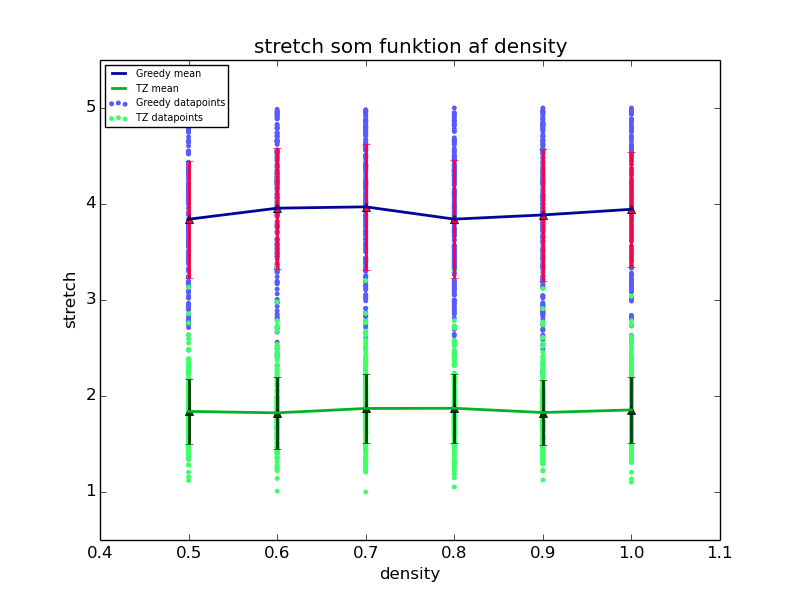 stretch som funktion af density
Greedy mean
TZ mean
Greedy datapoints
TZ datapoints
5
4
3
2
1
stretch
0.4 0.5 0.6 0.7 0.8 0.9 1.0 1.1
density